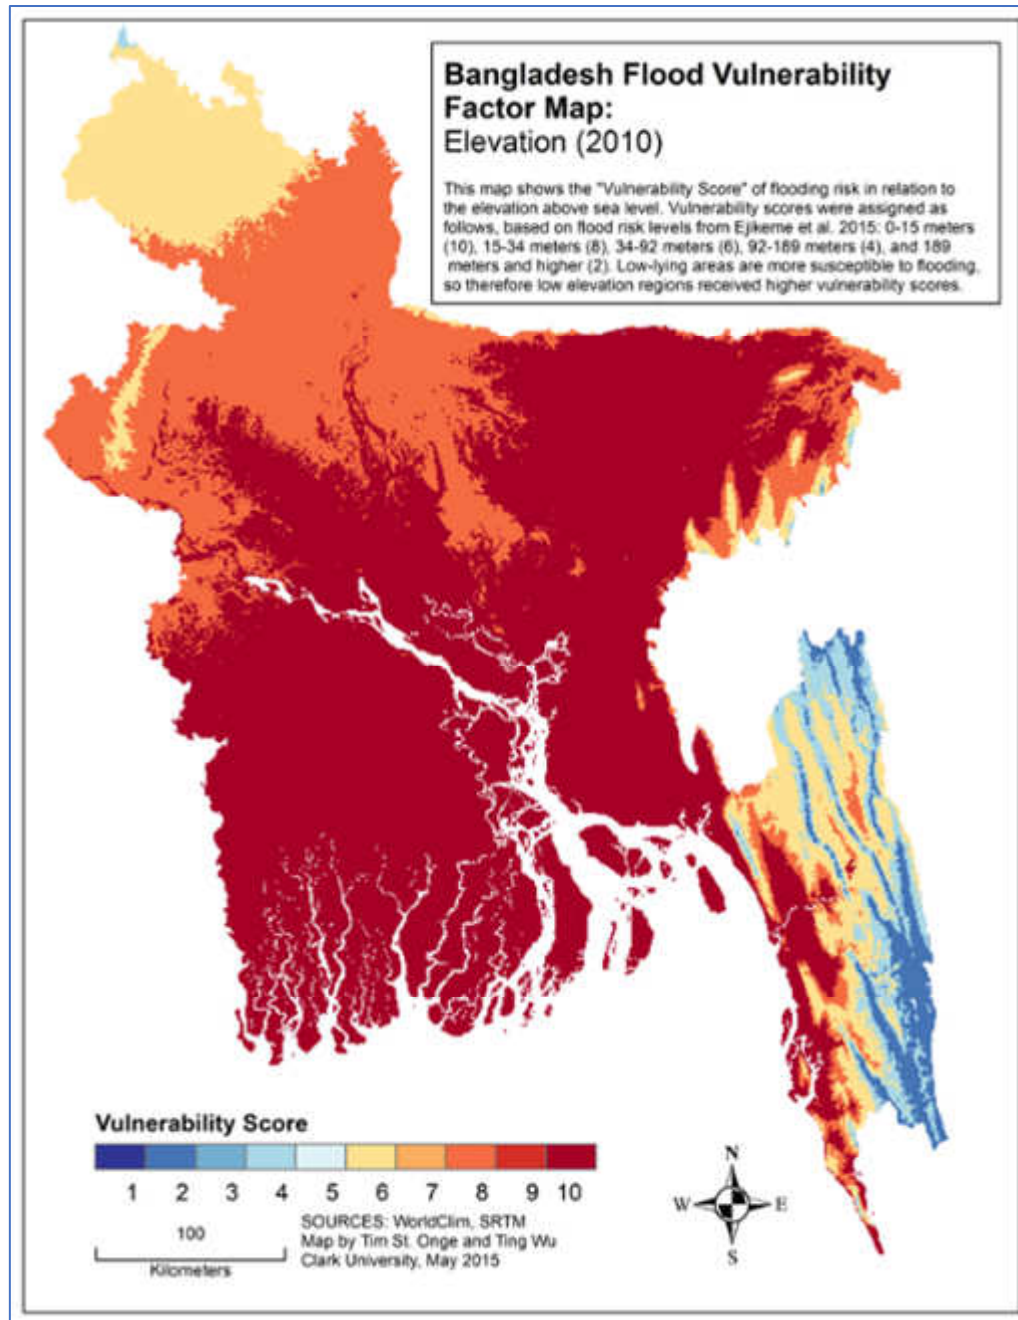 Bangladesh Flood Vulnerability
Factor Map:
Elevation (2010)
This map shows the "Vulnerability Score" of flooding risk in relation to
the elevation above sea level. Vulnerability scores were assigned as
follows, based on flood risk levels from Ejikeme et al. 2015: 0-15 meters
(10), 15-34 meters (8), 34-92 meters (6), 92-189 meters (4), and 189
meters and higher (2). Low-lying areas are more susceptible to flooding,
so therefore low elevation regions received higher vulnerability scores.
Vulnerability Score
1 2 3 4 5 6 7 8 9 10
100
Kilometers
SOURCES: WorldClim, SRTM
Map by Tim St. Onge and Ting Wu
Clark University, May 2015
N
W E
S